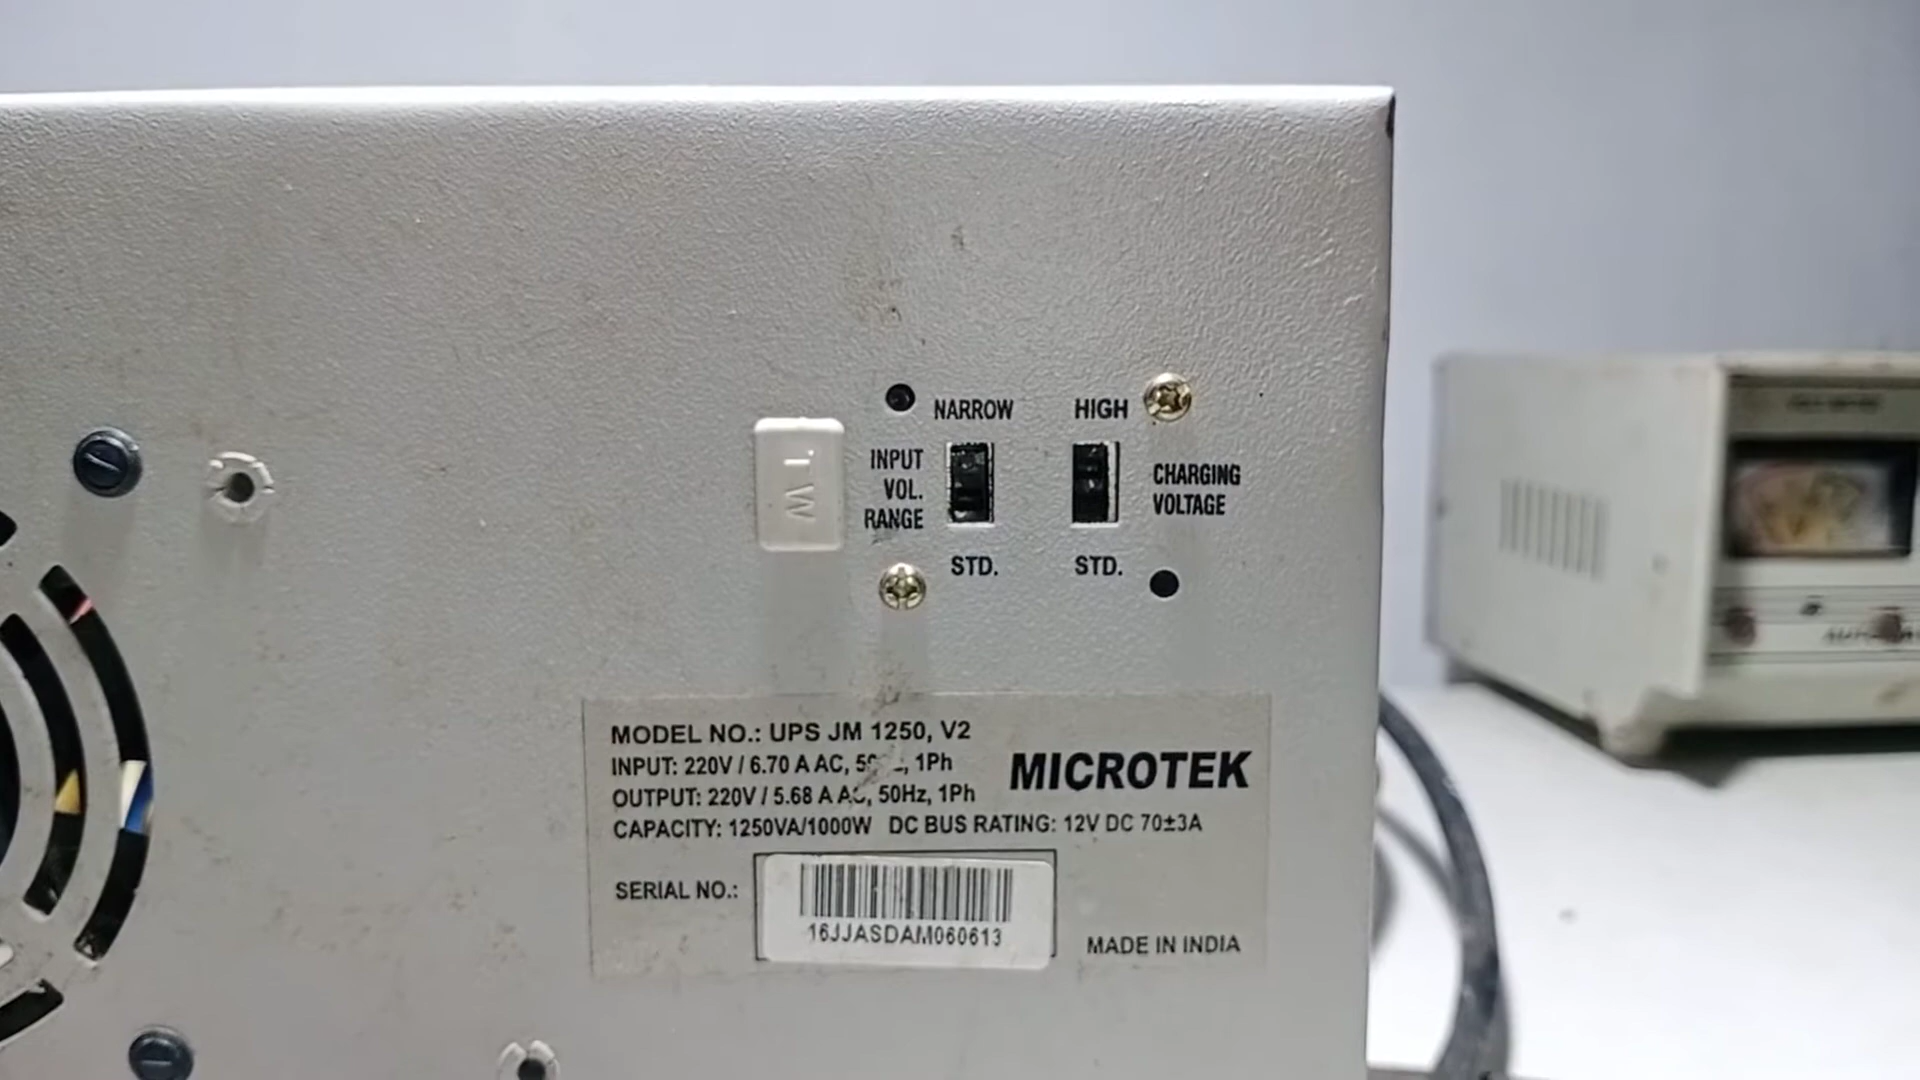 NARROW
HIGH
INPUT
VOL.
RANGE
CHARGING
VOLTAGE
STD.
STD.
MODEL NO.: UPS JM 1250, V2
INPUT: 220V / 6.70 A AC, 1Ph
OUTPUT: 220V / 5.68 A AC, 50Hz, 1Ph
MICROTEK
CAPACITY: 1250VA/1000W DC BUS RATING: 12V DC 70±3A
SERIAL NO.:
16JJASDAM060613
MADE IN INDIA